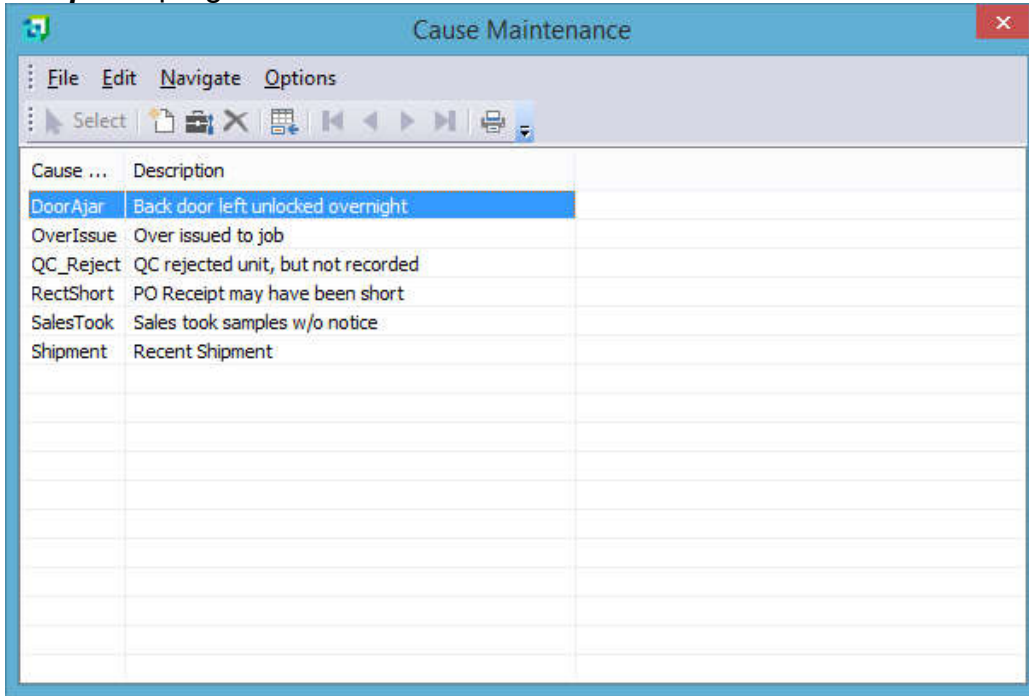 Cause Maintenance
File Edit Navigate Options
Select
Cause ... Description
DoorAjar Back door left unlocked overnight
OverIssue Over issued to job
QC_Reject QC rejected unit, but not recorded
RectShort PO Receipt may have been short
SalesTook Sales took samples w/o notice
Shipment Recent Shipment